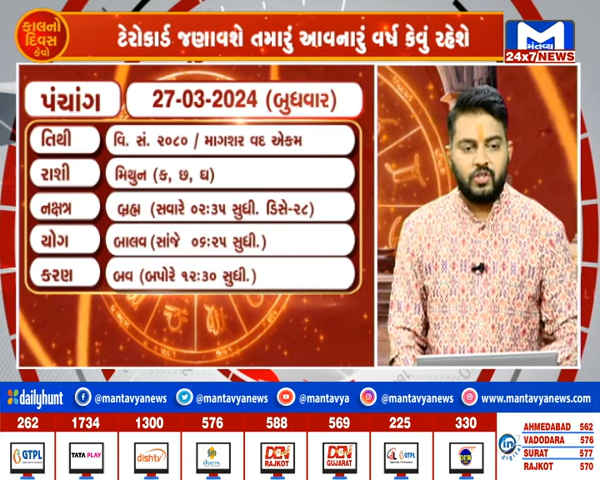 કાલનો
દિવસ
કેવો
ટેરોકાર્ડ જણાવશે તમારું આવનારું વર્ષ કેવું રહેશે
મંતવ્ય
24x7NEWS
પંચાંગ 27-03-2024 (બુધવાર)
તિથી વિ. સં. ૨૦૮૦ / માગશર વદ એકમ
રાશી મિથુન (ક, છ, ઘ)
નક્ષત્ર બ્રહ્મ (સવારે ૦૨:૩૫ સુધી. ડિસે-૨૮)
યોગ બાલવ (સાંજે ૦૬:૨૫ સુધી.)
કરણ બવ (બપોરે ૧૨:૩૦ સુધી.)
dailyhunt @mantavyanews @mantavyanews @mantavya @mantavyanews www.mantavyanews.com
262 1734 1300 576 588 569 225 330
GTPL TATA PLAY dishtv DEN RAJKOT DEN GUJARAT GTPL
in digital
AHMEDABAD 562
VADODARA 576
SURAT 577
RAJKOT 570